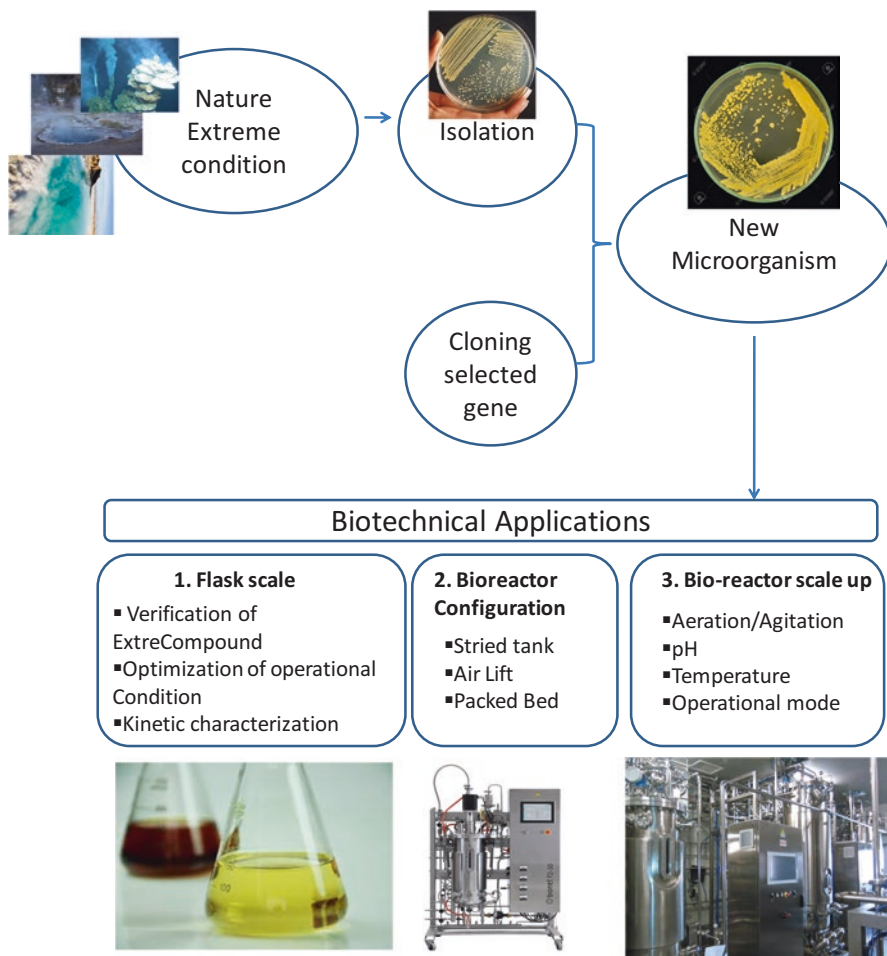 Nature
Extreme
condition
Isolation
New
Microorganism
Cloning
selected
gene
Biotechnical Applications
1. Flask scale
▪ Verification of
ExtreCompound
▪Optimization of operational
Condition
▪Kinetic characterization
2. Bioreactor
Configuration
▪Stried tank
▪Air Lift
▪Packed Bed
3. Bio-reactor scale up
▪Aeration/Agitation
▪pH
▪Temperature
▪Operational mode